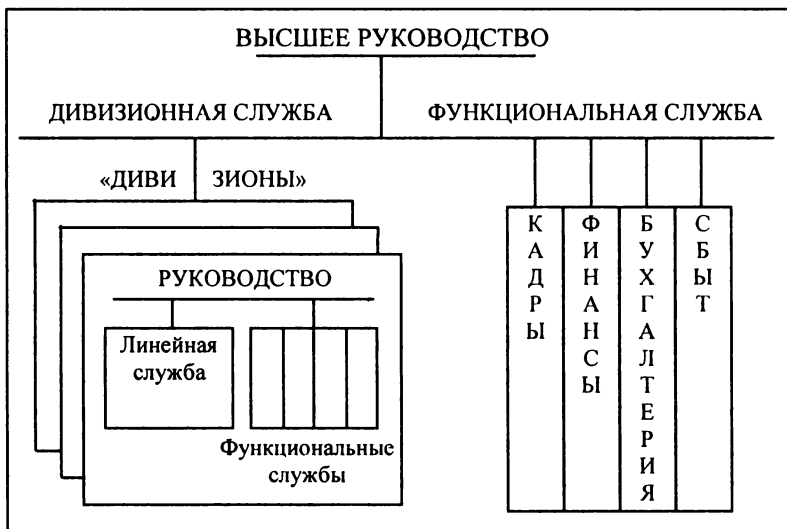 ВЫСШЕЕ РУКОВОДСТВО
ДИВИЗИОННАЯ СЛУЖБА
ФУНКЦИОНАЛЬНАЯ СЛУЖБА
«ДИВИ ЗИОНЫ»
РУКОВОДСТВО
Линейная
служба
Функциональные
службы
КАДРЫ
ФИНАНСЫ
БУХГАЛТЕРИЯ
СБЫТ